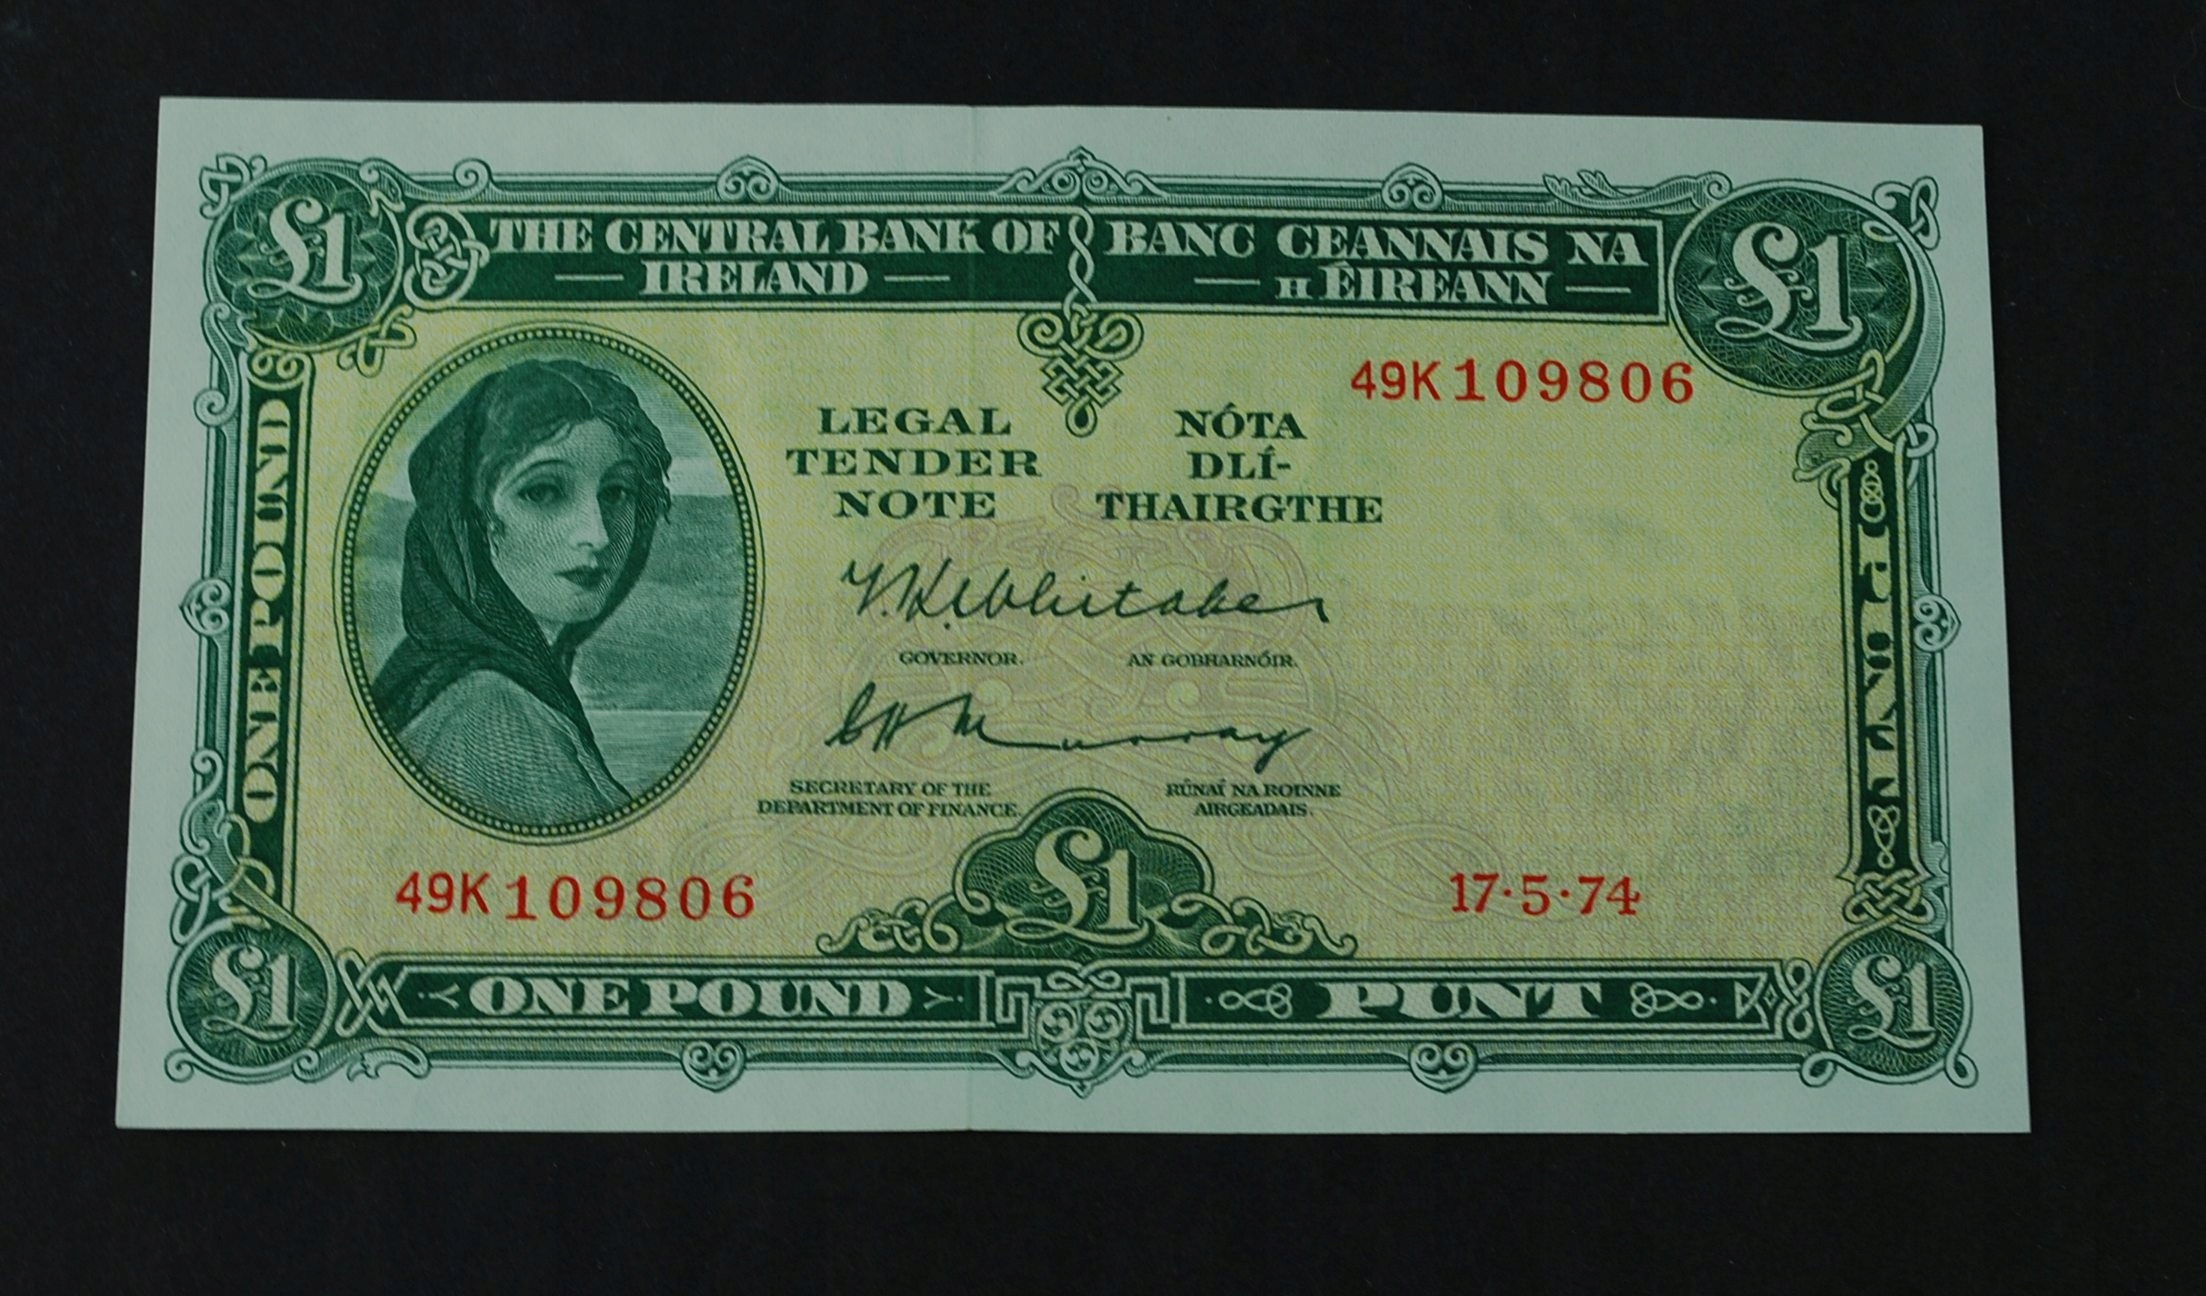 £1
THE CENTRAL BANK OF
IRELAND
BANC CEANNAIS NA
H ÉIREANN
£1
49K 109806
LEGAL
TENDER
NOTE
NÓTA
DLÍ-
THAIRGTHE
ONE POUND
T.K. Whitaker
GOVERNOR.
AN GOBHARNÓIR.
C H Murray
SECRETARY OF THE
DEPARTMENT OF FINANCE.
RÚNAÍ NA ROINNE
AIRGEADAIS.
49K 109806
£1
17·5·74
£1
ONE POUND
PUNT
£1